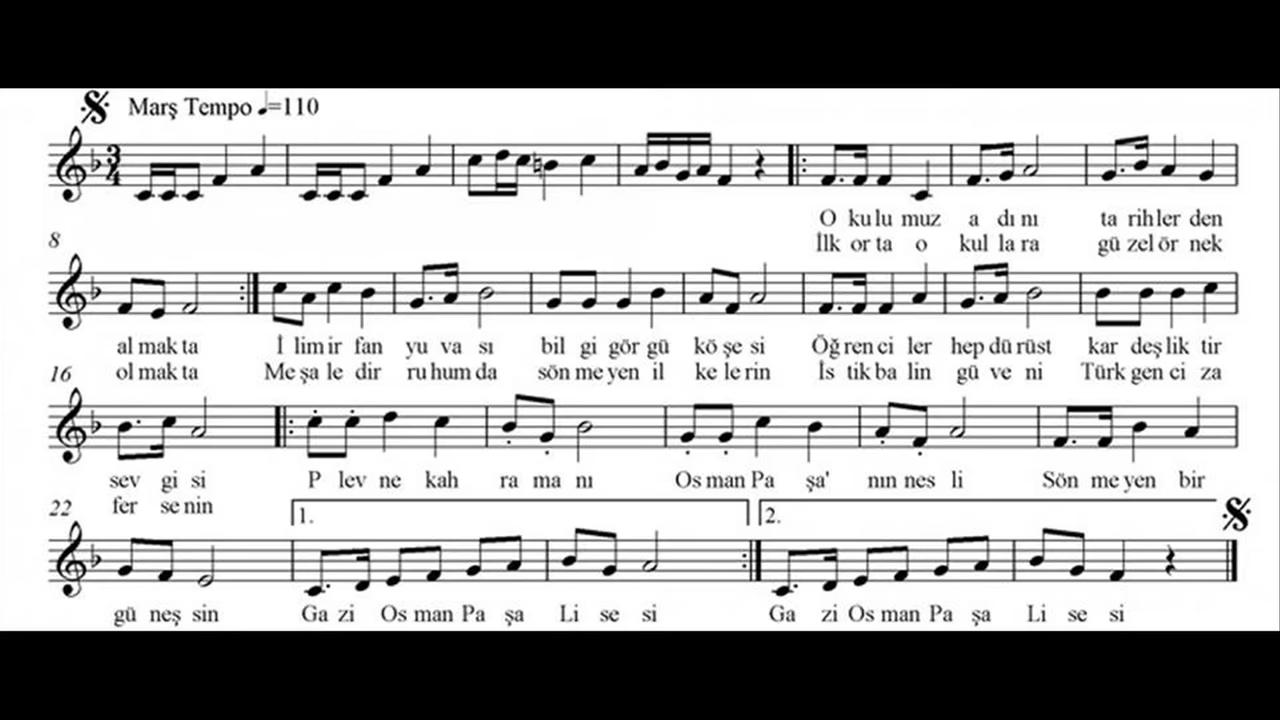 Marş Tempo ♩=110
3
4
O ku lu muz a dı nı ta rih ler den
İlk or ta o kul la ra gü zel ör nek
8
al mak ta İ lim ir fan yu va sı bil gi gör gü kö şe si Öğ ren ci ler hep dü rüst kar deş lik tir
ol mak ta Me şa le dir ru hum da sön me yen il ke le rin İs tik ba lin gü ve ni Türk gen ci za
16
sev gi si P lev ne kah ra ma nı Os man Pa şa' nın nes li Sön me yen bir
fer se nin
22
1. 2.
gü neş sin Ga zi Os man Pa şa Li se si Ga zi Os man Pa şa Li se si